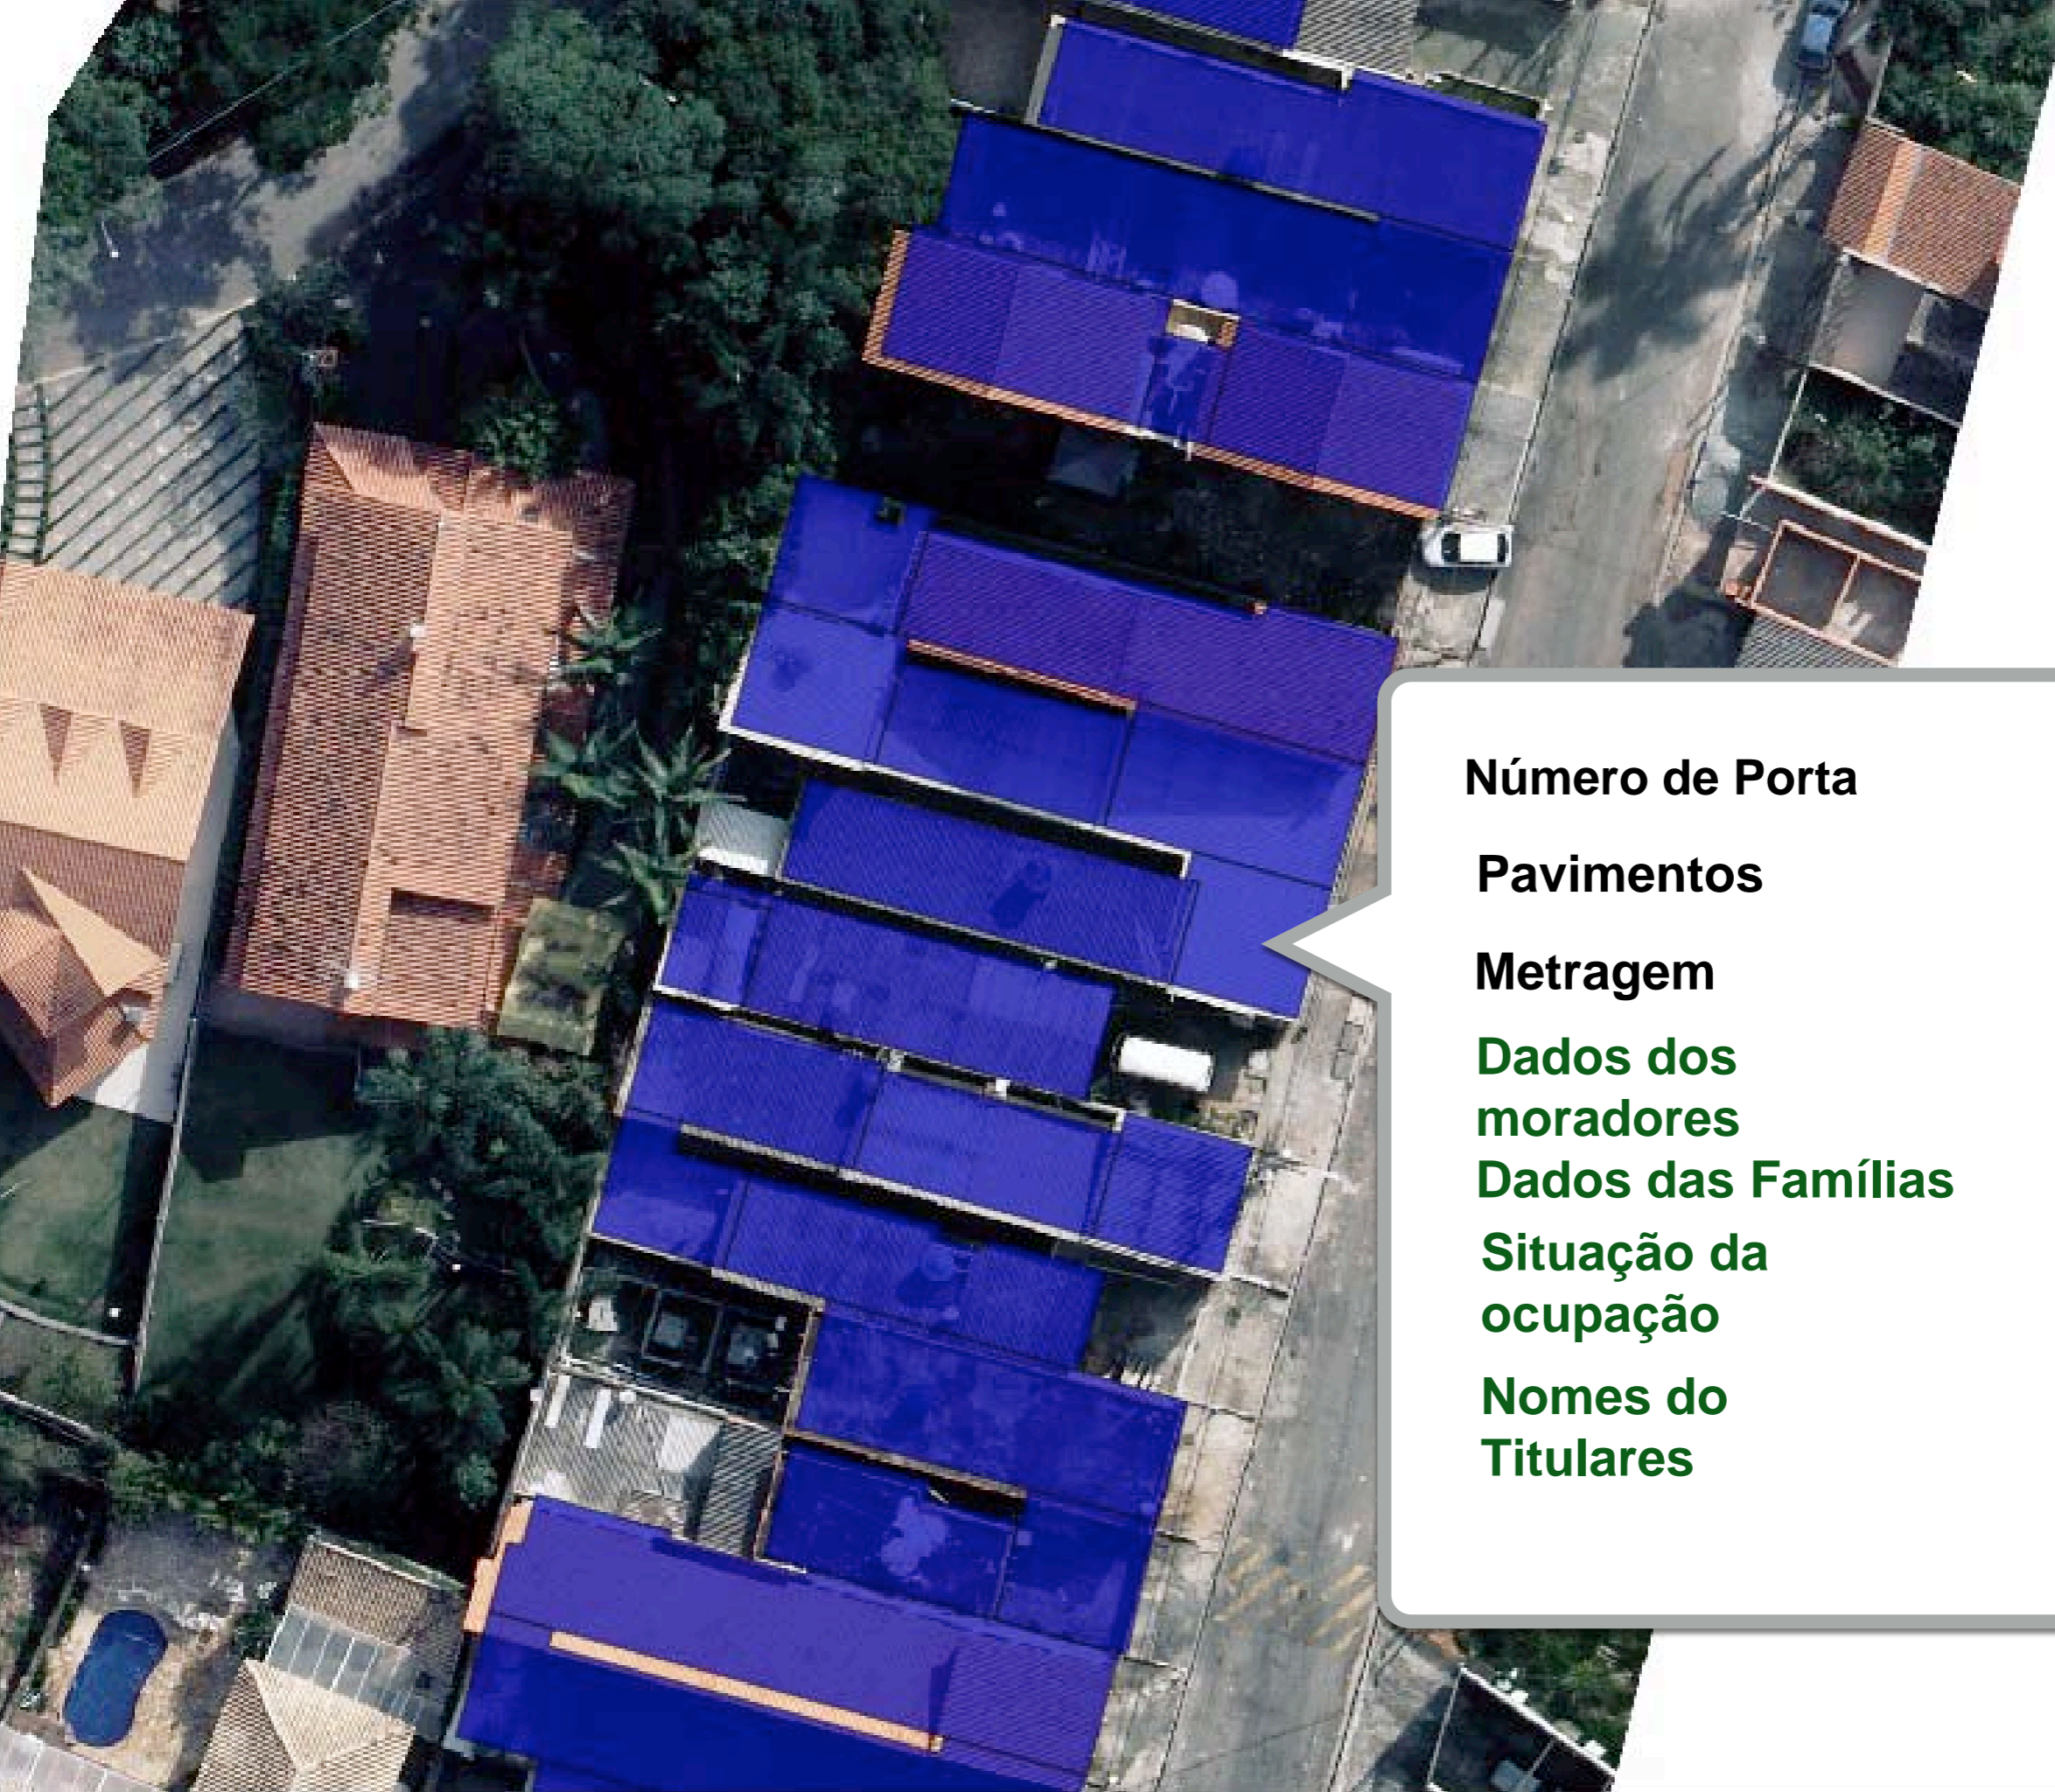 Número de Porta
Pavimentos
Metragem
Dados dos
moradores
Dados das Famílias
Situação da
ocupação
Nomes do
Titulares